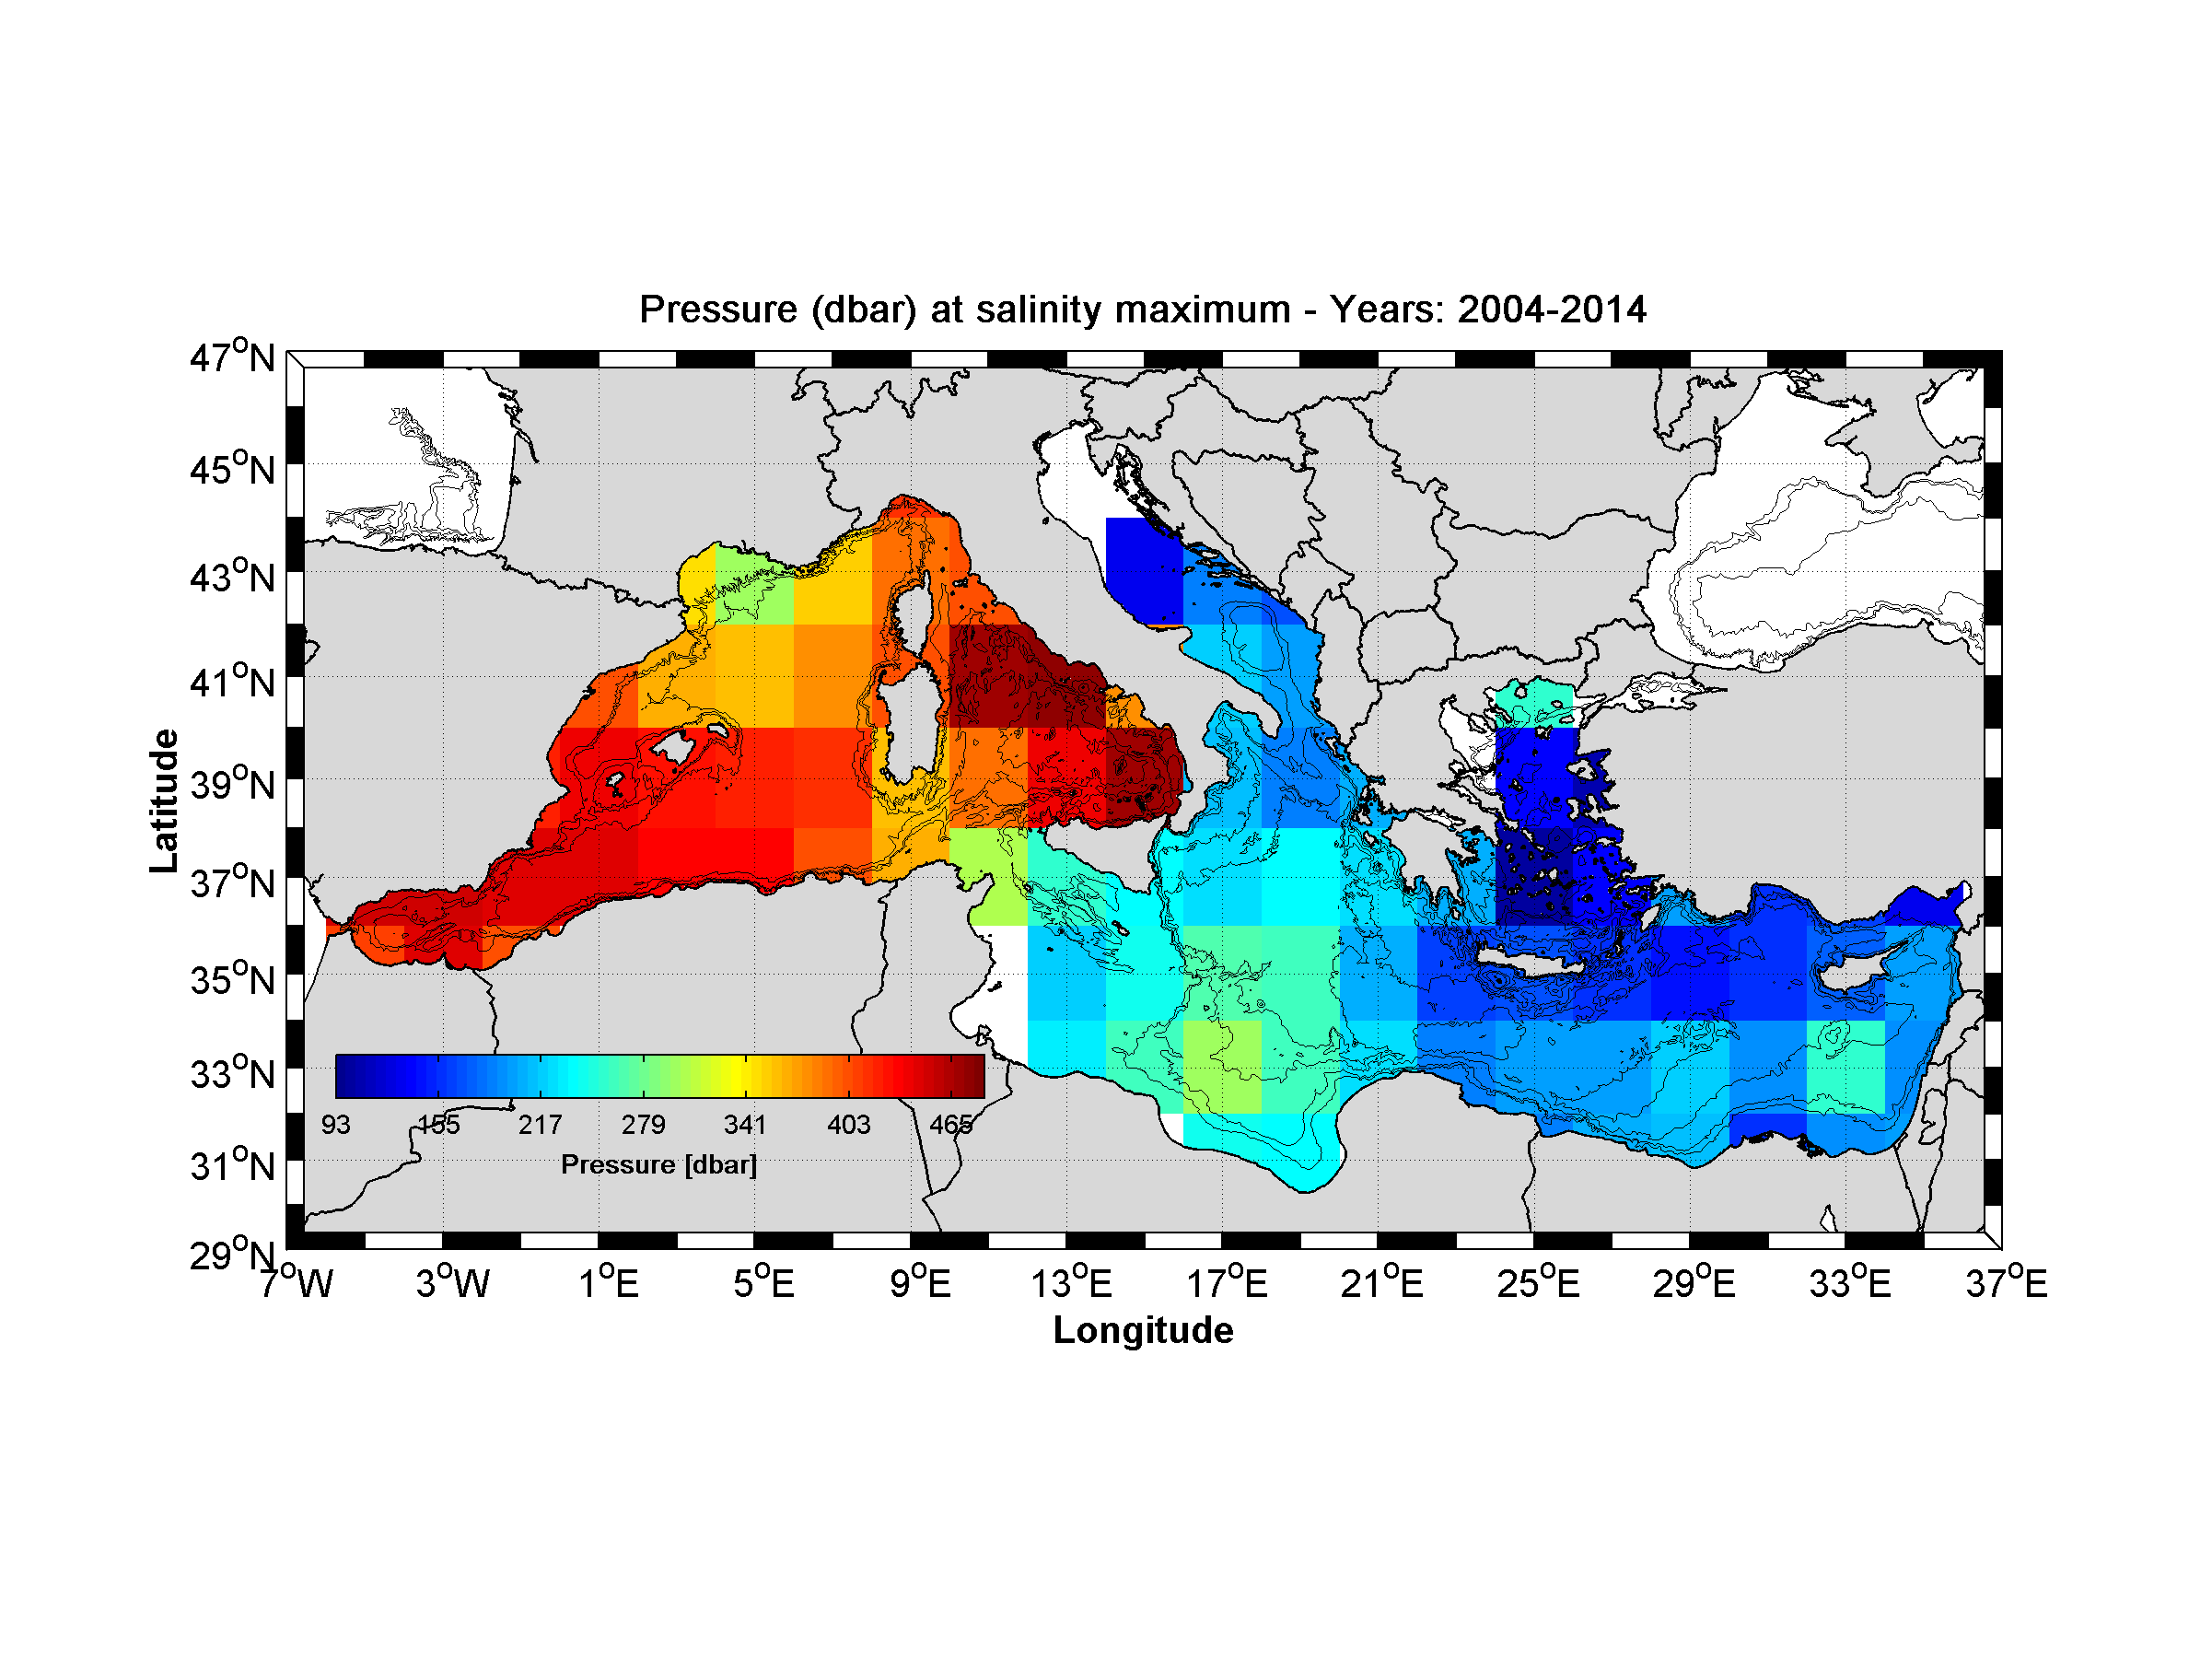 Pressure (dbar) at salinity maximum - Years: 2004-2014
47°N
45°N
43°N
41°N
39°N
37°N
35°N
33°N
31°N
29°N
Latitude
93 155 217 279 341 403 465
Pressure [dbar]
7°W 3°W 1°E 5°E 9°E 13°E 17°E 21°E 25°E 29°E 33°E 37°E
Longitude